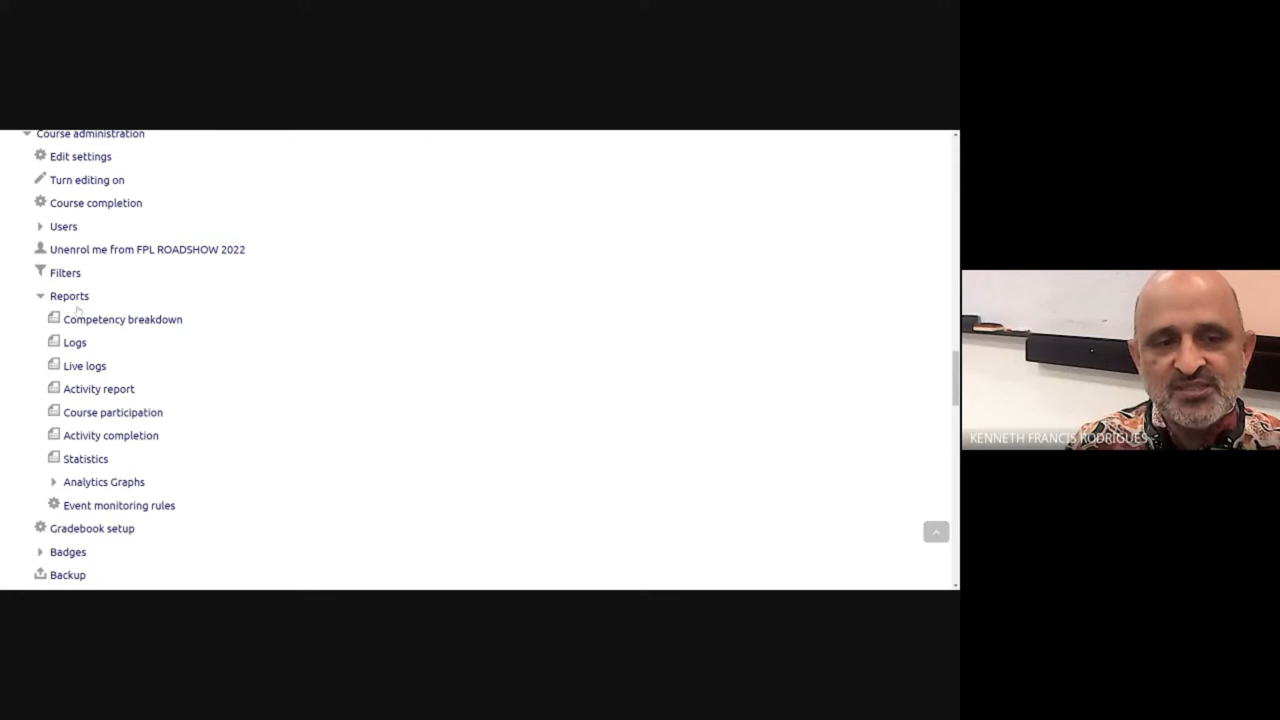 Course administration
Edit settings
Turn editing on
Course completion
Users
Unenrol me from FPL ROADSHOW 2022
Filters
Reports
Competency breakdown
Logs
Live logs
Activity report
Course participation
Activity completion
Statistics
Analytics Graphs
Event monitoring rules
Gradebook setup
Badges
Backup
KENNETH FRANCIS RODRIGUES